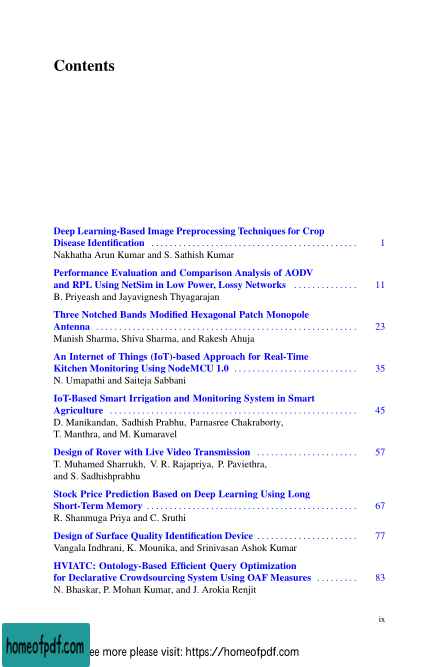 Contents
Deep Learning-Based Image Preprocessing Techniques for Crop
Disease Identification ............................................. 1
Nakhatha Arun Kumar and S. Sathish Kumar
Performance Evaluation and Comparison Analysis of AODV
and RPL Using NetSim in Low Power, Lossy Networks .............. 11
B. Priyeash and Jayavignesh Thyagarajan
Three Notched Bands Modified Hexagonal Patch Monopole
Antenna ......................................................... 23
Manish Sharma, Shiva Sharma, and Rakesh Ahuja
An Internet of Things (IoT)-based Approach for Real-Time
Kitchen Monitoring Using NodeMCU 1.0 ........................... 35
N. Umapathi and Saiteja Sabbani
IoT-Based Smart Irrigation and Monitoring System in Smart
Agriculture ..................................................... 45
D. Manikandan, Sadhish Prabhu, Parnasree Chakraborty,
T. Manthra, and M. Kumaravel
Design of Rover with Live Video Transmission ...................... 57
T. Muhamed Sharrukh, V. R. Rajapriya, P. Paviethra,
and S. Sadhishprabhu
Stock Price Prediction Based on Deep Learning Using Long
Short-Term Memory .............................................. 67
R. Shanmuga Priya and C. Sruthi
Design of Surface Quality Identification Device ...................... 77
Vangala Indhrani, K. Mounika, and Srinivasan Ashok Kumar
HVIATC: Ontology-Based Efficient Query Optimization
for Declarative Crowdsourcing System Using OAF Measures ......... 83
N. Bhaskar, P. Mohan Kumar, and J. Arokia Renjit
ix
homeofpdf.com
ee more please visit: https://homeofpdf.com